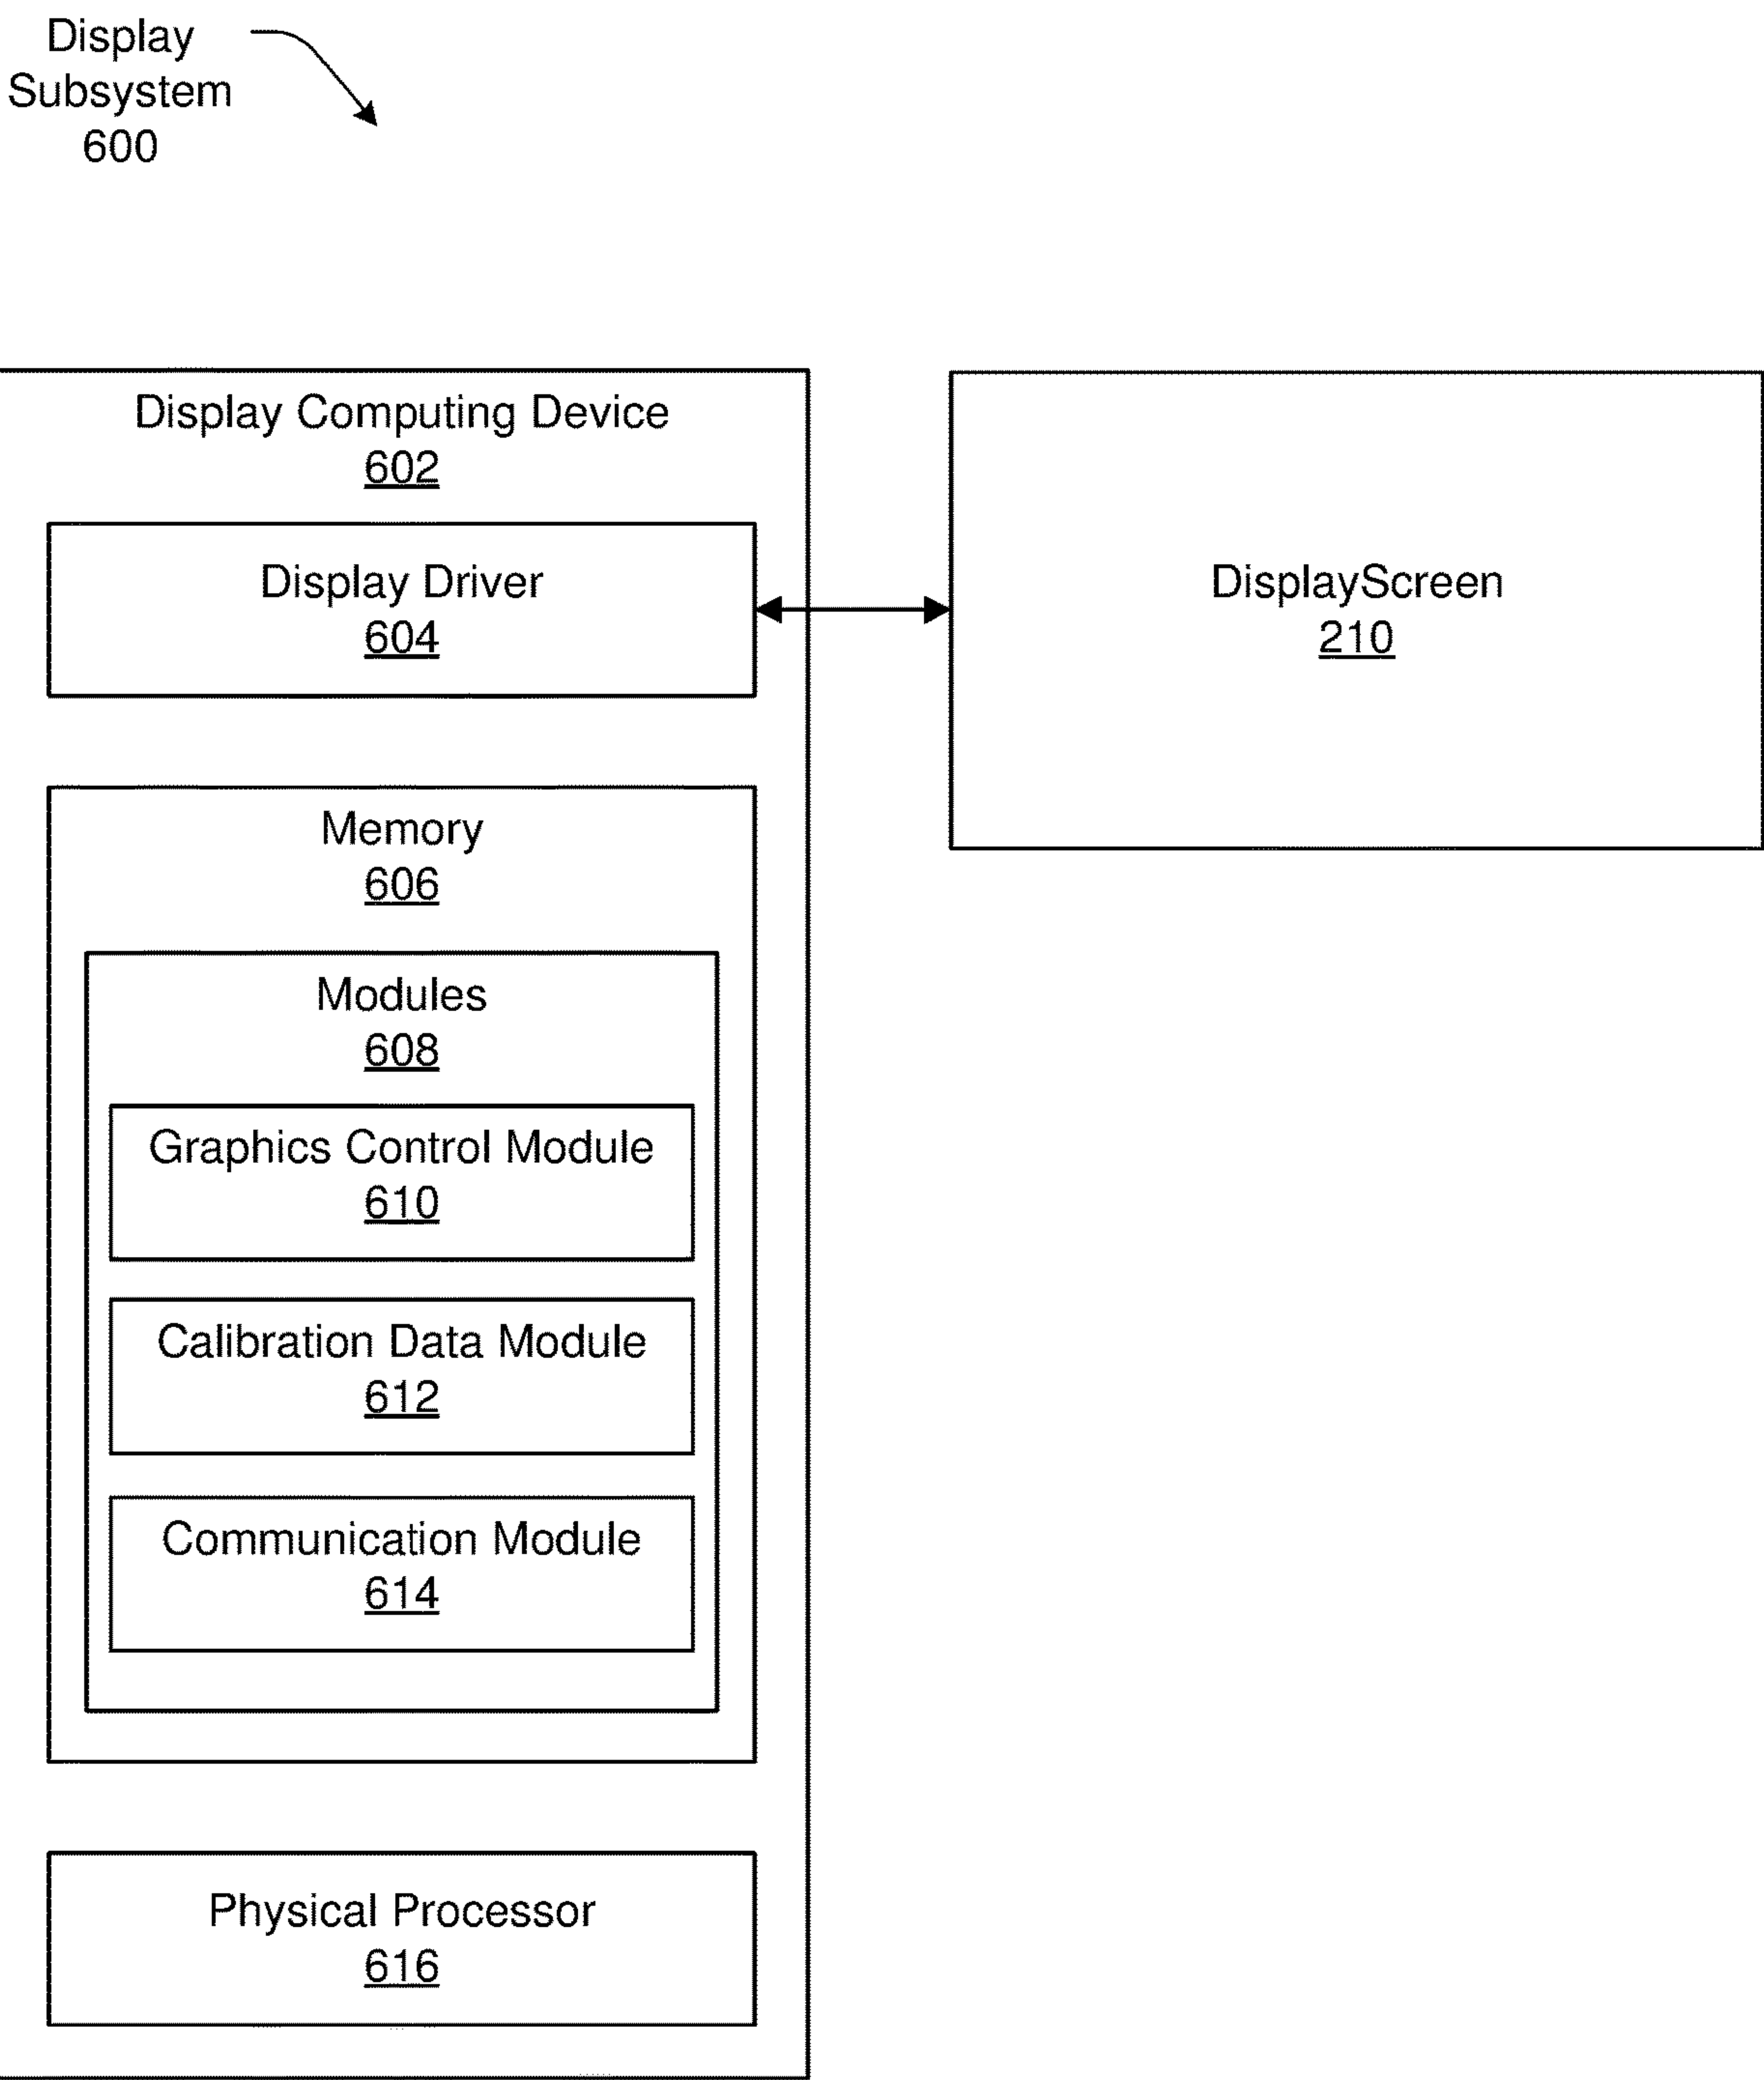 Display
Subsystem
600
Display Computing Device
602
Display Driver
604
DisplayScreen
210
Memory
606
Modules
608
Graphics Control Module
610
Calibration Data Module
612
Communication Module
614
Physical Processor
616